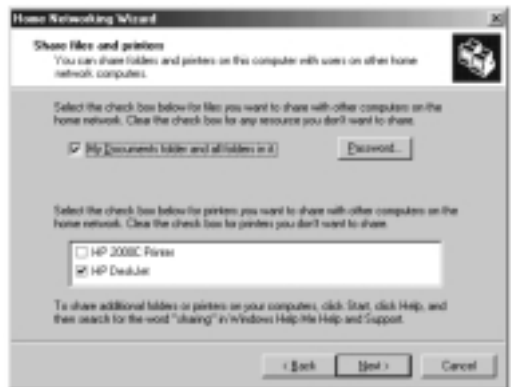 Home Networking Wizard
Share files and printers
You can share folders and printers on this computer with users on other home
network computers.
Select the check box below for files you want to share with other computers on the
home network. Clear the check box for any resource you don't want to share.
My Documents folder and all folders in it.
Password...
Select the check box below for printers you want to share with other computers on the
home network. Clear the check box for printers you don't want to share.
HP 2000C Printer
HP DeskJet
To share additional folders or printers on your computers, click Start, click Help, and
then search for the word "sharing" in Windows Help Me Help and Support.
< Back
Next >
Cancel